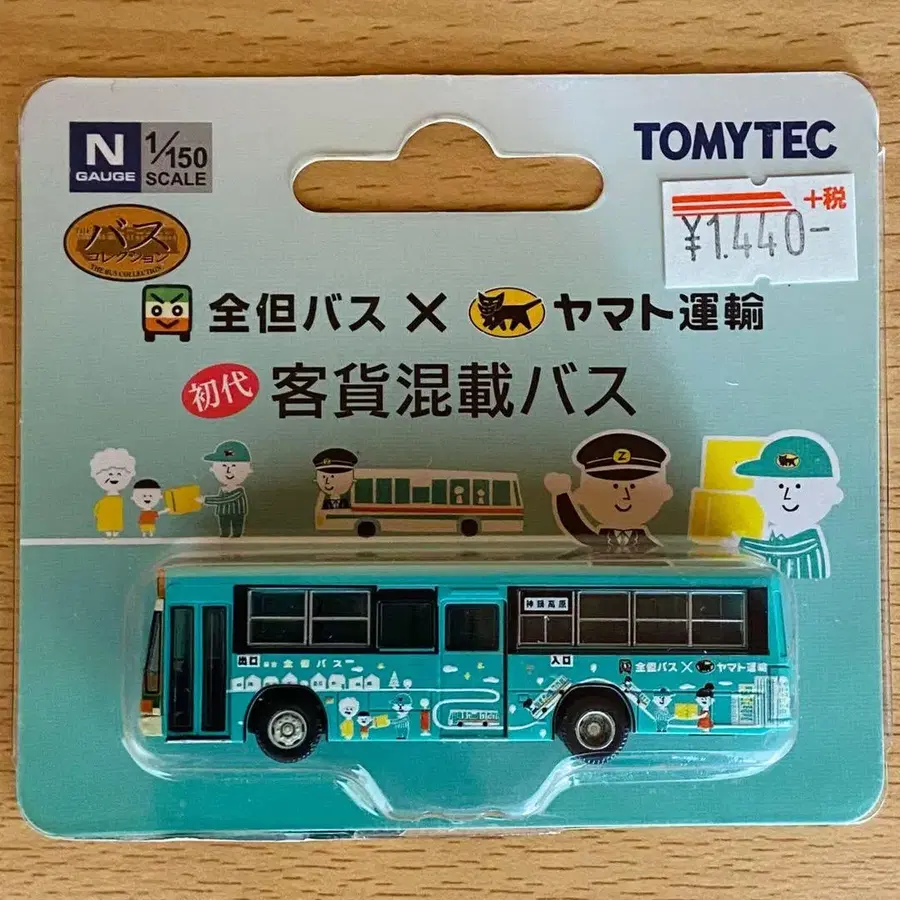 N
GAUGE
1/150
SCALE
TOMYTEC
+税
¥1.440-
THE
バス
コレクション
THE BUS COLLECTION
全但バス×ヤマト運輸
初代 客貨混載バス
Z
神鍋高原
出口
全但バス
入口
全但バス×ヤマト運輸